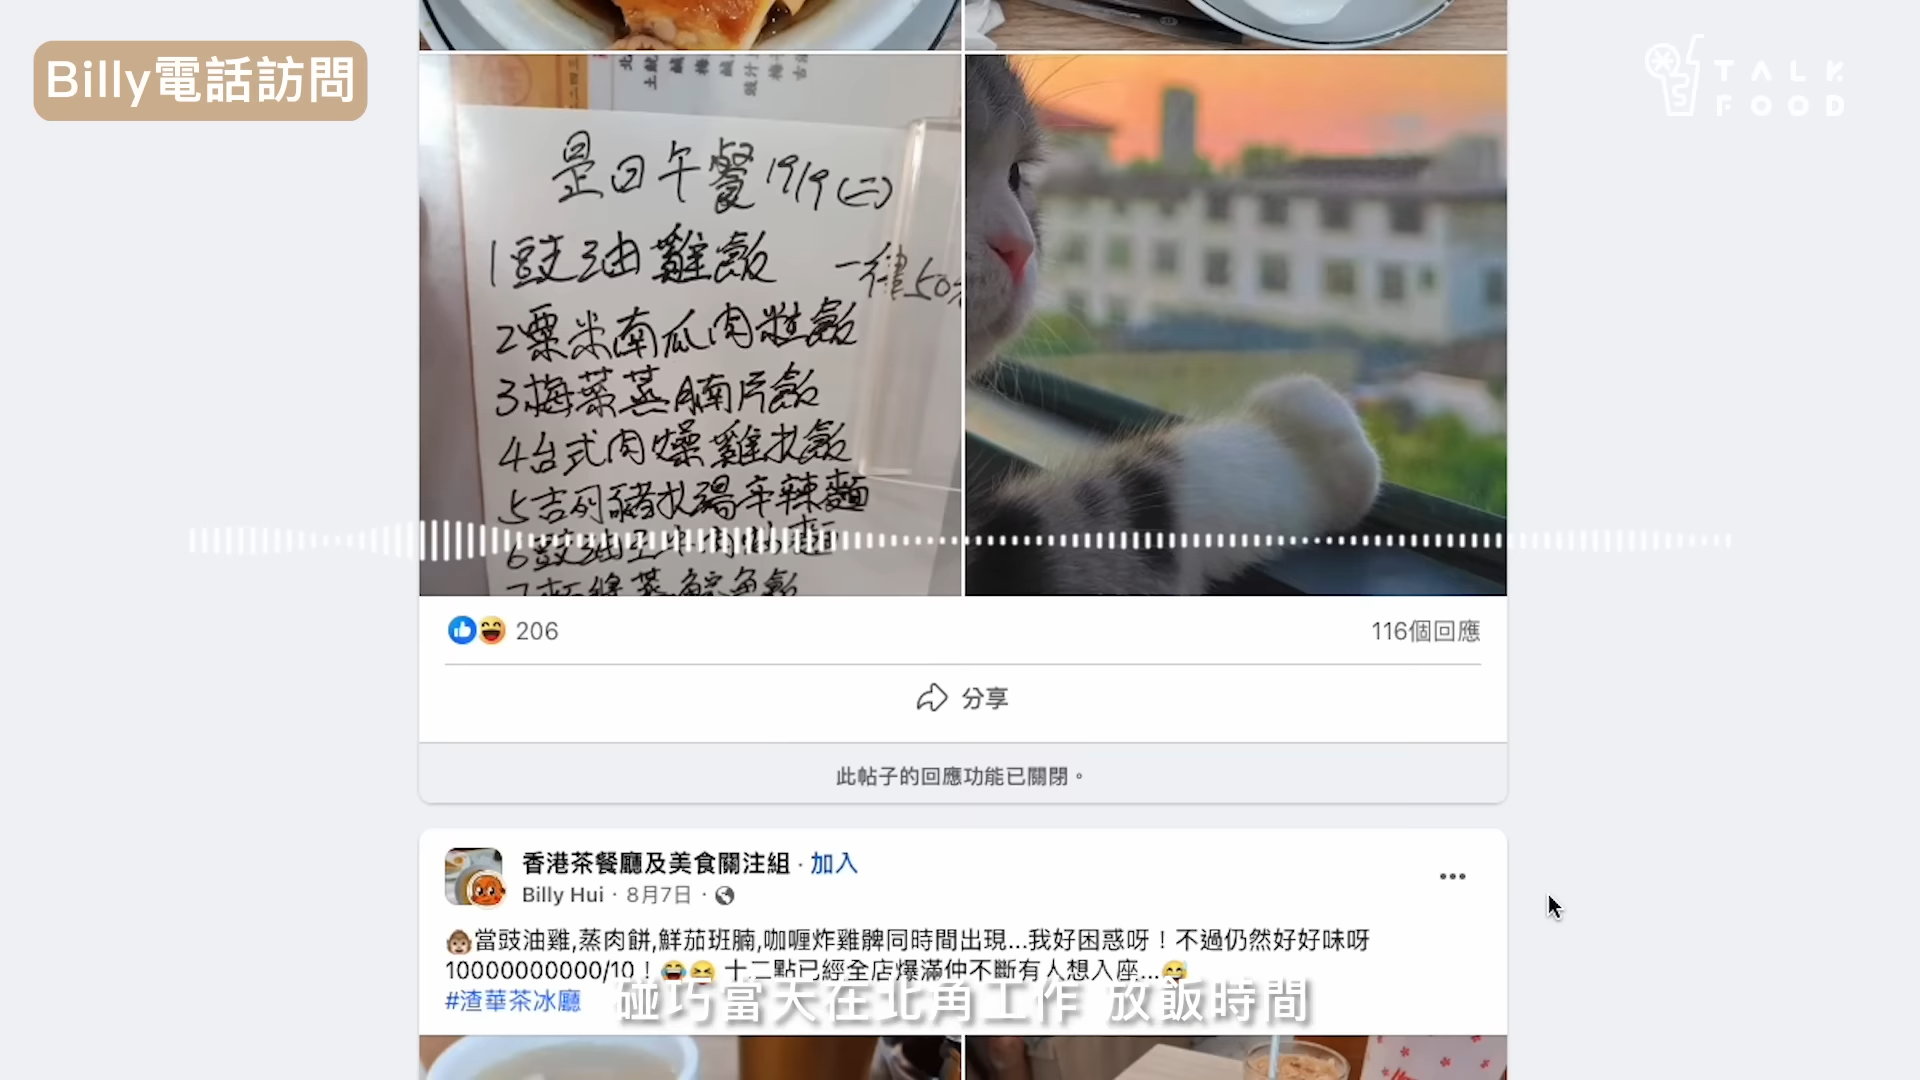 Billy電話訪問
TALK
FOOD
是日午餐 19/9 (二)
1豉油雞飯
一律50
2粟米南瓜肉粒飯
3梅菜蒸腩片飯
4台式肉燥雞扒飯
5吉列豬扒湯辛辣麵
206
116個回應
分享
此帖子的回應功能已關閉。
香港茶餐廳及美食關注組 · 加入
Billy Hui · 8月7日 ·
🐵當豉油雞,蒸肉餅,鮮茄班腩,咖喱炸雞髀同時間出現...我好困惑呀！不過仍然好好味呀
10000000000/10！😂😆 十二點已經全店爆滿仲不斷有人想入座...😅
#渣華茶冰廳
碰巧當天在北角工作 放飯時間